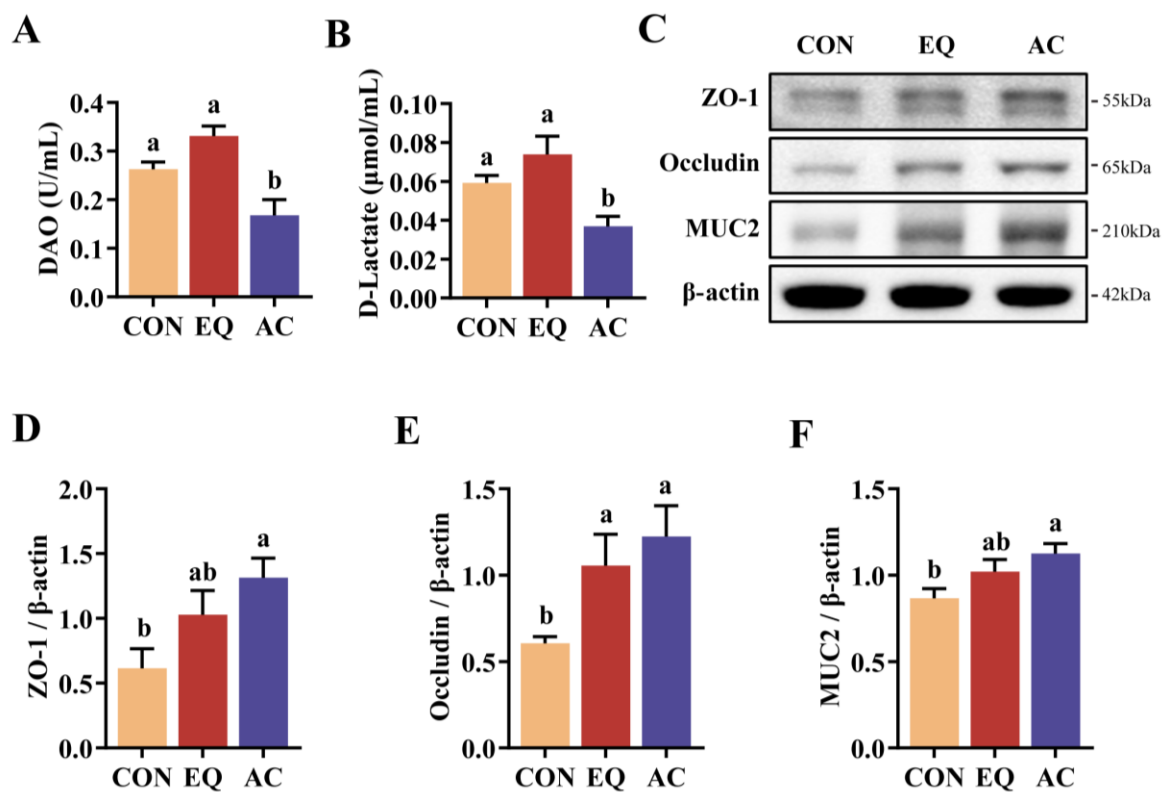 A
DAO (U/mL)
0.4
0.3
0.2
0.1
0.0
a
a
b
CON EQ AC
B
D-Lactate (μmol/mL)
0.10
0.08
0.06
0.04
0.02
0.00
a
a
b
CON EQ AC
C
CON EQ AC
ZO-1 -55kDa
Occludin -65kDa
MUC2 -210kDa
β-actin -42kDa
D
ZO-1 / β-actin
2.0
1.5
1.0
0.5
0.0
b
ab
a
CON EQ AC
E
Occludin / β-actin
1.5
1.0
0.5
0.0
b
a
a
CON EQ AC
F
MUC2 / β-actin
1.5
1.0
0.5
0.0
b
ab
a
CON EQ AC